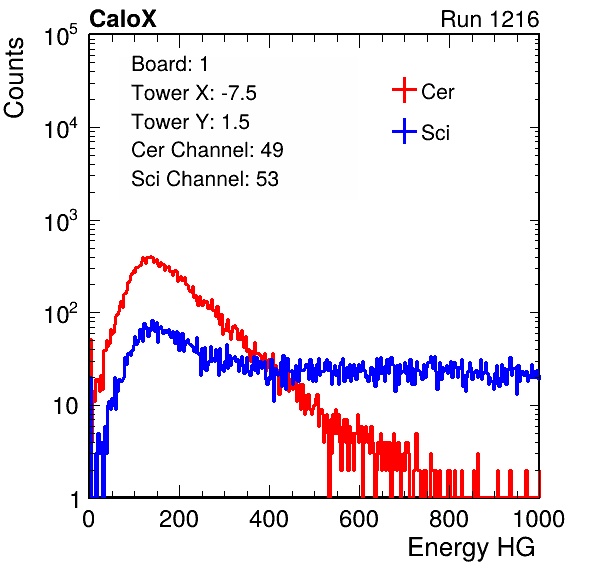 CaloX Run 1216
Counts
10^5
10^4
10^3
10^2
10
1
Board: 1
Tower X: -7.5
Tower Y: 1.5
Cer Channel: 49
Sci Channel: 53
Cer
Sci
0 200 400 600 800 1000
Energy HG